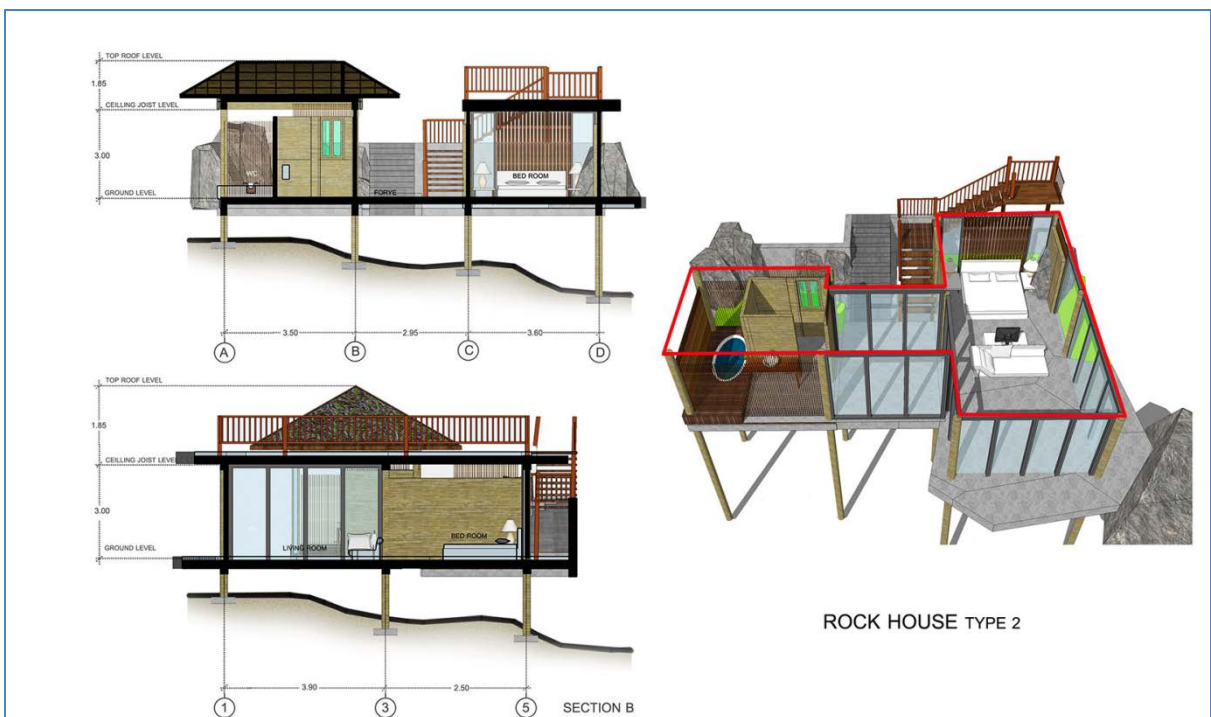 TOP ROOF LEVEL
1.85
CEILLING JOIST LEVEL
3.00
GROUND LEVEL
WC
FORYE
BED ROOM
3.50
2.95
3.60
A
B
C
D
TOP ROOF LEVEL
1.85
CEILLING JOIST LEVEL
3.00
GROUND LEVEL
LIVING ROOM
BED ROOM
3.90
2.50
1
3
5
SECTION B
ROCK HOUSE TYPE 2